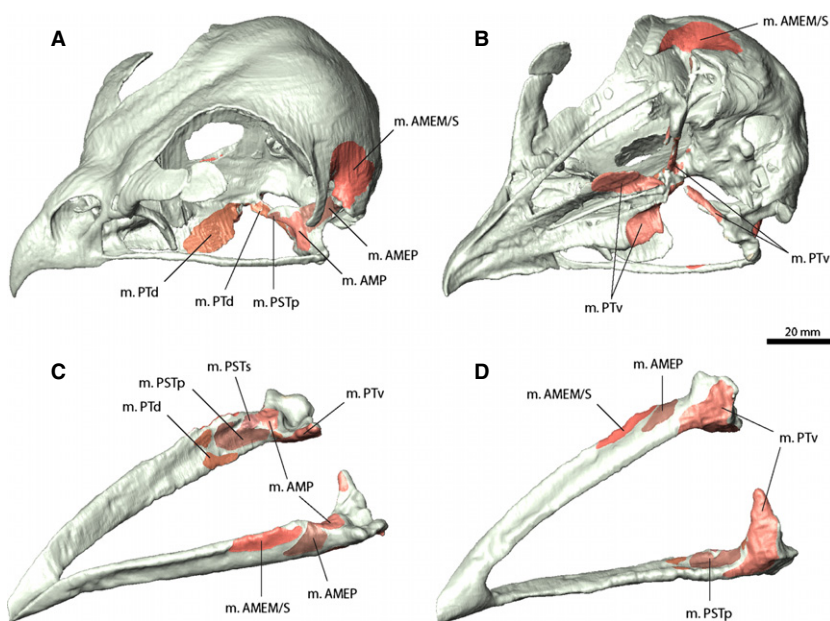 A
m. AMEM/S
m. AMEP
m. AMP
m. PSTp
m. PTd
m. PTd
B
m. AMEM/S
m. PTv
m. PTv
20 mm
C
m. PSTs
m. PSTp
m. PTd
m. PTv
m. AMP
m. AMEM/S
m. AMEP
D
m. AMEP
m. AMEM/S
m. PTv
m. PSTp